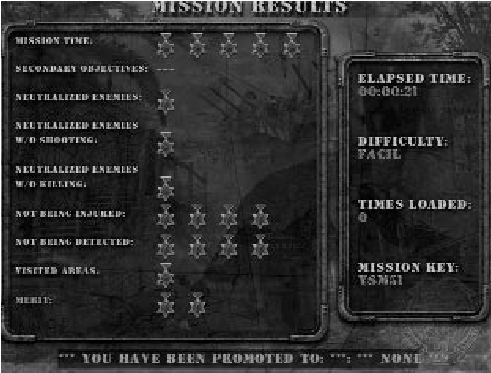 MISSION RESULTS
MISSION TIME:
SECONDARY OBJECTIVES: ---
NEUTRALIZED ENEMIES:
NEUTRALIZED ENEMIES
W/O SHOOTING:
NEUTRALIZED ENEMIES
W/O KILLING:
NOT BEING INJURED:
NOT BEING DETECTED:
VISITED AREAS:
MERIT:
ELAPSED TIME:
00:00:21
DIFFICULTY:
FACIL
TIMES LOADED:
0
MISSION KEY:
*** YOU HAVE BEEN PROMOTED TO: ***: *** NONE